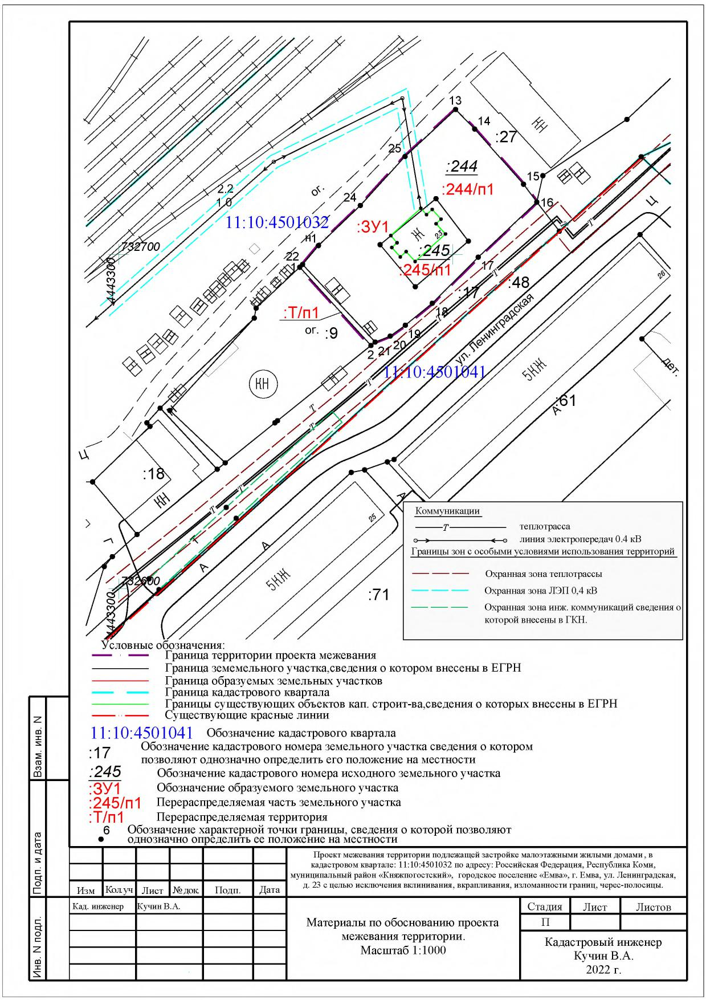 13
14
:27
КН
25
15
:244
:244/п1
ог.
2.2
1.0
24
16
11:10:4501032
:ЗУ1
Ж
23
Ц
732700
н1
:245
:245/п1
22
1
17
4443300
Н
:17
:48
26
:Т/п1
ог.
:9
18
19
20
21
2
Н
ул. Ленинградская
11:10:4501041
5КЖ
дет.
КН
:61
А
Т
Т
Т
Т
Т
Ц
:18
КН
Т
Т
А
25
Г
А
А
5КЖ
732600
:71
4443300
Коммуникации
Т теплотрасса
линия электропередач 0.4 кВ
Границы зон с особыми условиями использования территорий
Охранная зона теплотрассы
Охранная зона ЛЭП 0,4 кВ
Охранная зона инж. коммуникаций сведения о
которой внесены в ГКН.
Условные обозначения:
Граница территории проекта межевания
Граница земемельного участка,сведения о котором внесены в ЕГРН
Граница образуемых земельных участков
Граница кадастрового квартала
Границы существующих объектов кап. строит-ва,сведения о которых внесены в ЕГРН
Существующие красные линии
11:10:4501041 Обозначение кадастрового квартала
:17 Обозначение кадастрового номера земельного участка сведения о котором
позволяют однозначно определить его положение на местности
:245 Обозначение кадастрового номера исходного земельного участка
:ЗУ1 Обозначение образуемого земельного участка
:245/п1 Перераспределяемая часть земельного участка
:Т/п1 Перераспределяемая территория
6 Обозначение характерной точки границы, сведения о которой позволяют
однозначно определить ее положение на местности
Взам. инв. N
Подп. и дата
Инв. N подл.
Изм Кол.уч Лист №док Подп. Дата
Кад. инженер Кучин В.А.
Проект межевания территории подлежащей застройке малоэтажными жилыми домами, в
кадастровом квартале: 11:10:4501032 по адресу: Российская Федерация, Республика Коми,
муниципальный район «Княжпогостский», городское поселение «Емва», г. Емва, ул. Ленинградская,
д. 23 с целью исключения вклинивания, вкрапливания, изломанности границ, черес-полосицы.
Материалы по обоснованию проекта
межевания территории.
Масштаб 1:1000
Стадия Лист Листов
П
Кадастровый инженер
Кучин В.А.
2022 г.